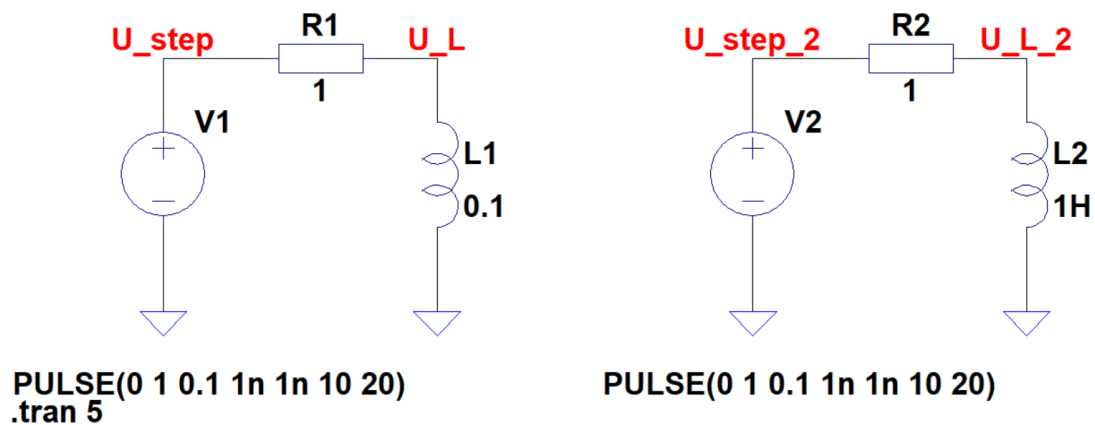 U_step
R1
U_L
1
V1
L1
0.1
PULSE(0 1 0.1 1n 1n 10 20)
.tran 5
U_step_2
R2
U_L_2
1
V2
L2
1H
PULSE(0 1 0.1 1n 1n 10 20)